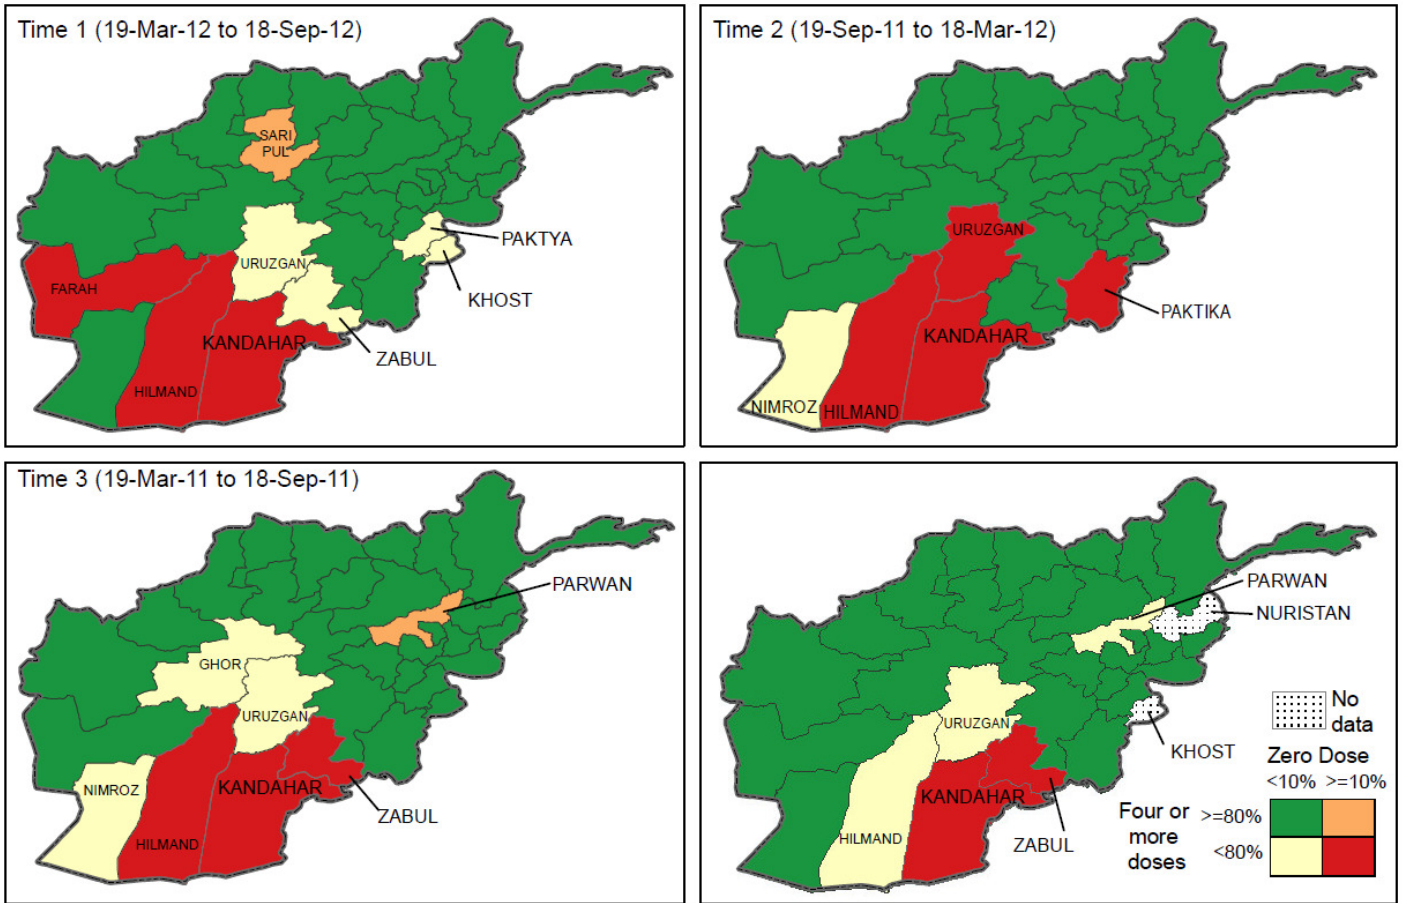 Time 1 (19-Mar-12 to 18-Sep-12)
SARI
PUL
PAKTYA
URUZGAN
FARAH
KHOST
KANDAHAR
ZABUL
HILMAND
Time 2 (19-Sep-11 to 18-Mar-12)
URUZGAN
PAKTIKA
KANDAHAR
NIMROZ
HILMAND
Time 3 (19-Mar-11 to 18-Sep-11)
PARWAN
GHOR
URUZGAN
NIMROZ
KANDAHAR
ZABUL
HILMAND
PARWAN
NURISTAN
URUZGAN
KHOST
KANDAHAR
HILMAND
ZABUL
No
data
Zero Dose
<10% >=10%
Four or
more
doses
>=80%
<80%